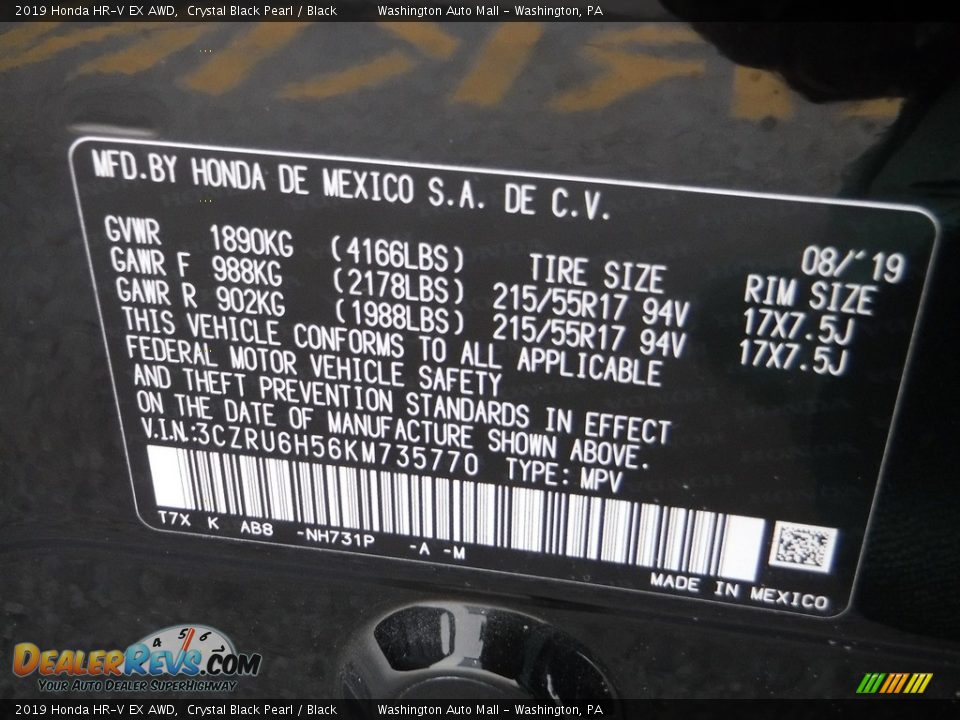 2019 Honda HR-V EX AWD, Crystal Black Pearl / Black Washington Auto Mall - Washington, PA
MFD.BY HONDA DE MEXICO S.A. DE C.V.
08/'19
GVWR 1890KG (4166LBS) TIRE SIZE RIM SIZE
GAWR F 988KG (2178LBS) 215/55R17 94V 17X7.5J
GAWR R 902KG (1988LBS) 215/55R17 94V 17X7.5J
THIS VEHICLE CONFORMS TO ALL APPLICABLE
FEDERAL MOTOR VEHICLE SAFETY
AND THEFT PREVENTION STANDARDS IN EFFECT
ON THE DATE OF MANUFACTURE SHOWN ABOVE.
V.I.N.:3CZRU6H56KM735770 TYPE: MPV
T7X K AB8 -NH731P -A -M
MADE IN MEXICO
4 5 6
DEALERREVS.COM
YOUR AUTO DEALER SUPERHIGHWAY
2019 Honda HR-V EX AWD, Crystal Black Pearl / Black Washington Auto Mall - Washington, PA